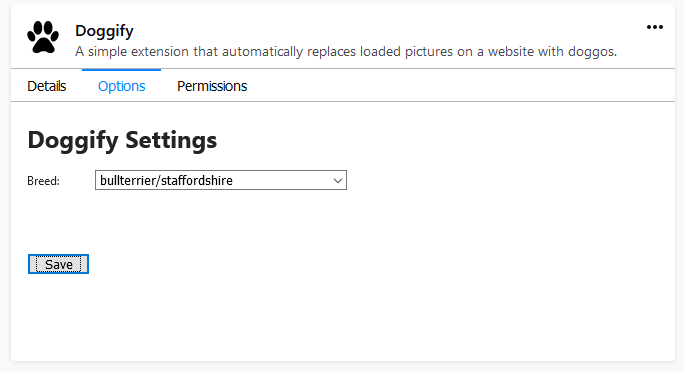 Doggify
A simple extension that automatically replaces loaded pictures on a website with doggos.
Details Options Permissions
Doggify Settings
Breed: bullterrier/staffordshire
Save